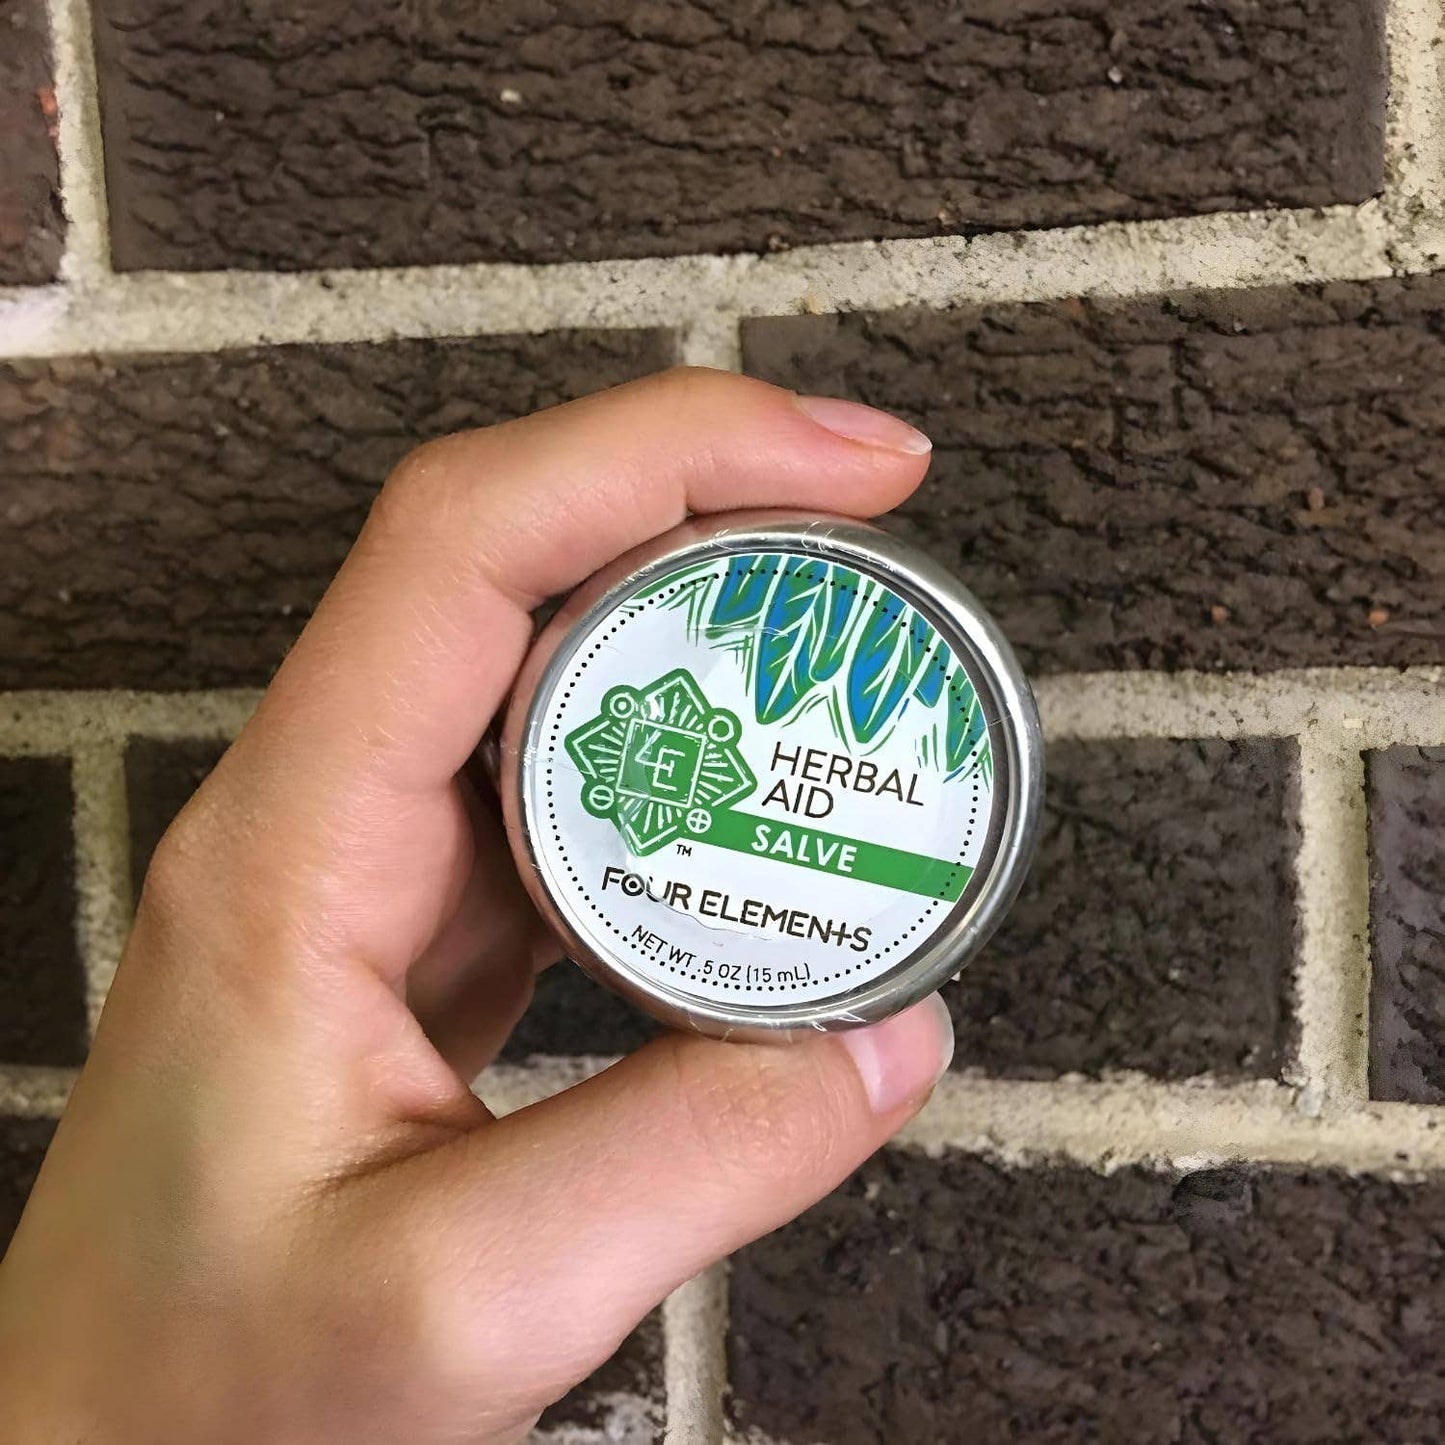 4E
HERBAL
AID
SALVE
TM
FOUR ELEMENTS
NET WT .5 OZ (15 mL)